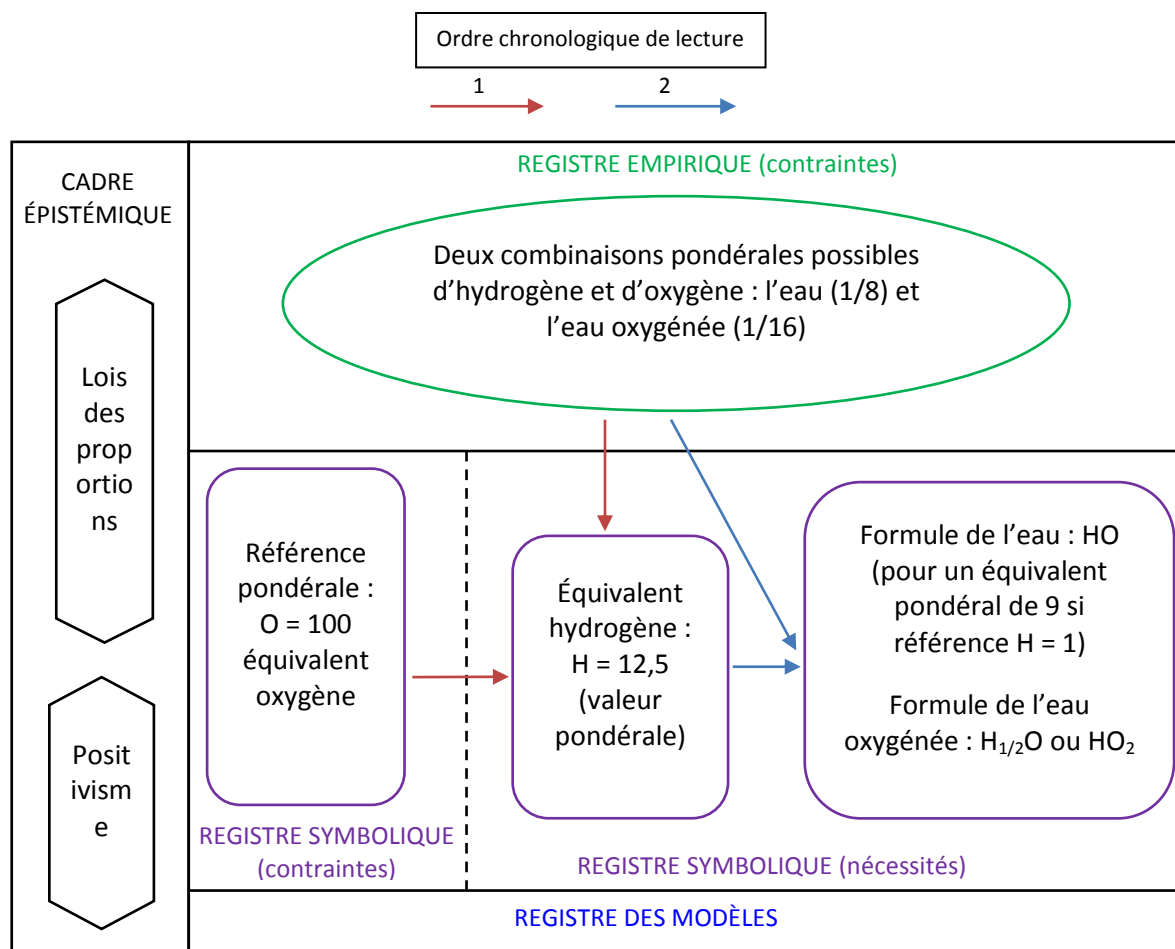 Ordre chronologique de lecture
1
2
CADRE
ÉPISTÉMIQUE
Lois
des
prop
ortio
ns
Posit
ivism
e
REGISTRE EMPIRIQUE (contraintes)
Deux combinaisons pondérales possibles
d’hydrogène et d’oxygène : l’eau (1/8) et
l’eau oxygénée (1/16)
Référence
pondérale :
O = 100
équivalent
oxygène
REGISTRE SYMBOLIQUE
(contraintes)
Équivalent
hydrogène :
H = 12,5
(valeur
pondérale)
Formule de l’eau : HO
(pour un équivalent
pondéral de 9 si
référence H = 1)
Formule de l’eau
oxygénée : H1/2O ou HO2
REGISTRE SYMBOLIQUE (nécessités)
REGISTRE DES MODÈLES